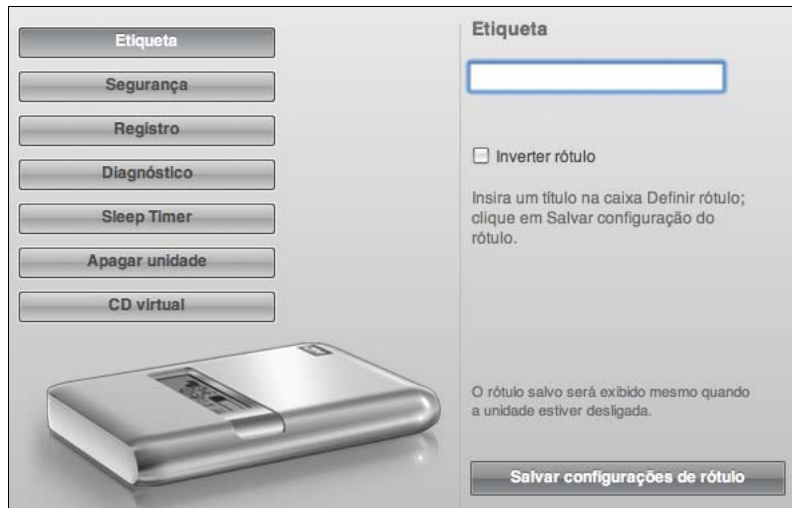 Etiqueta
Segurança
Registro
Diagnóstico
Sleep Timer
Apagar unidade
CD virtual
Etiqueta
Inverter rótulo
Insira um título na caixa Definir rótulo;
clique em Salvar configuração do
rótulo.
O rótulo salvo será exibido mesmo quando
a unidade estiver desligada.
Salvar configurações de rótulo